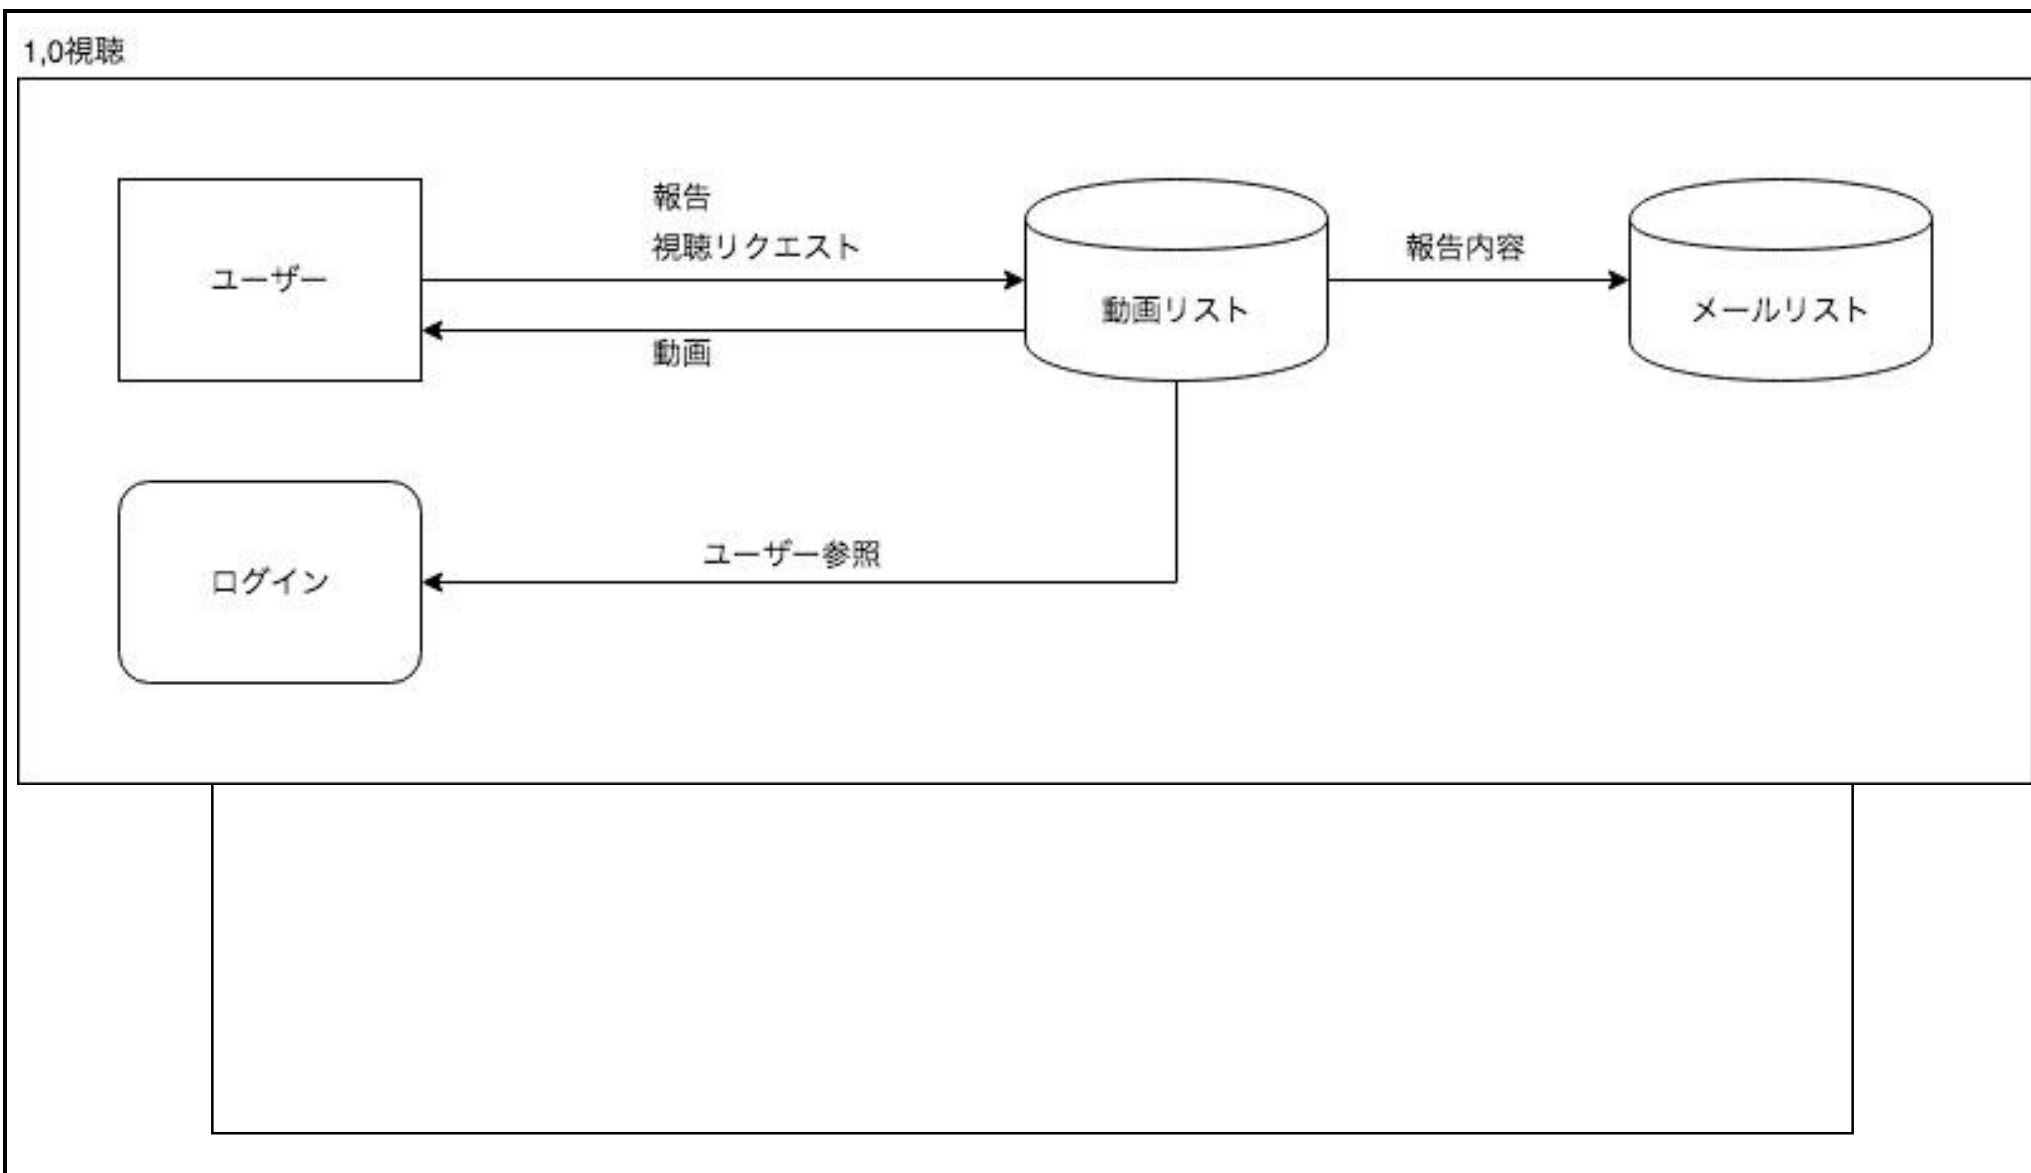 1,0視聴
報告
視聴リクエスト
ユーザー
報告内容
動画リスト
メールリスト
動画
ユーザー参照
ログイン